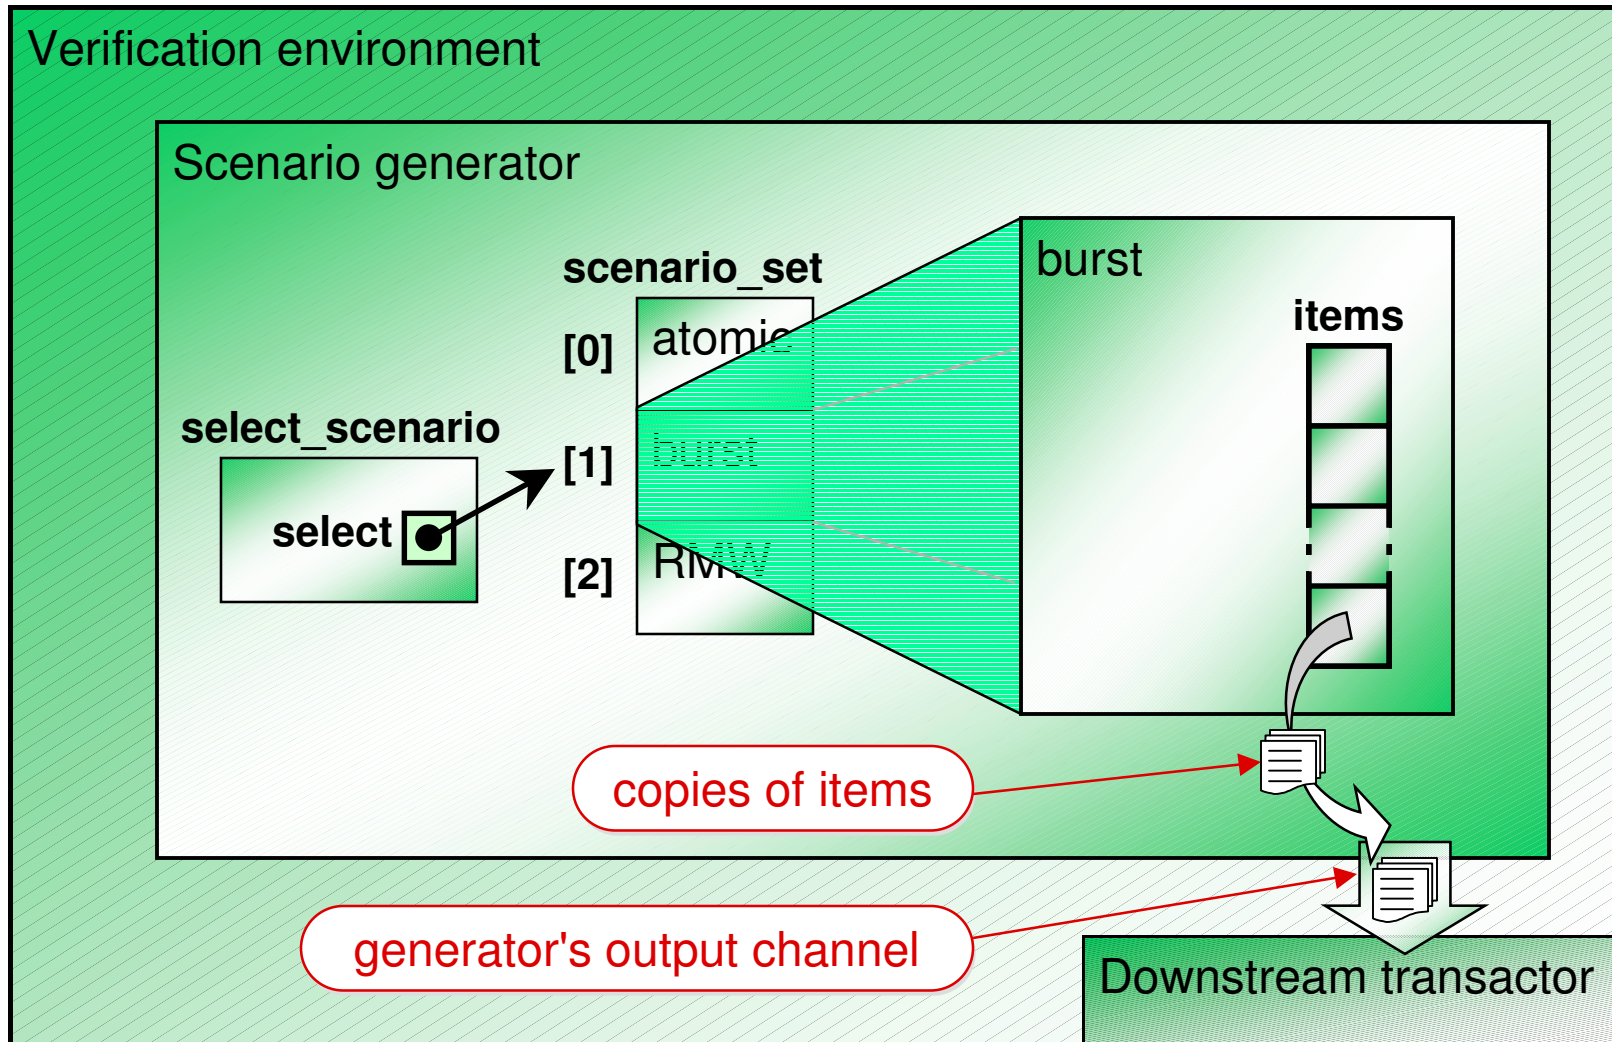 Verification environment
Scenario generator
scenario_set
[0]
atomic
select_scenario
[1]
burst
select
[2]
RMW
burst
items
copies of items
generator's output channel
Downstream transactor